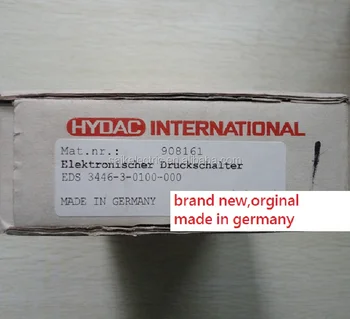 HYDAC INTERNATIONAL
Mat.nr.: 908161
Elektronischer Druckschalter
EDS 3446-3-0100-000
MADE IN GERMANY
brand new,orginal
made in germany